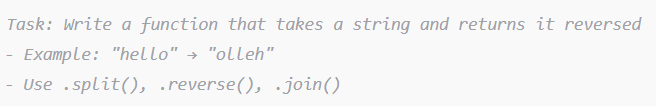 Task: Write a function that takes a string and returns it reversed
- Example: "hello" → "olleh"
- Use .split(), .reverse(), .join()